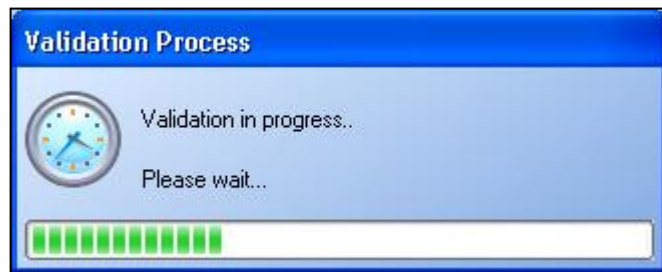 Validation Process
Validation in progress..
Please wait...